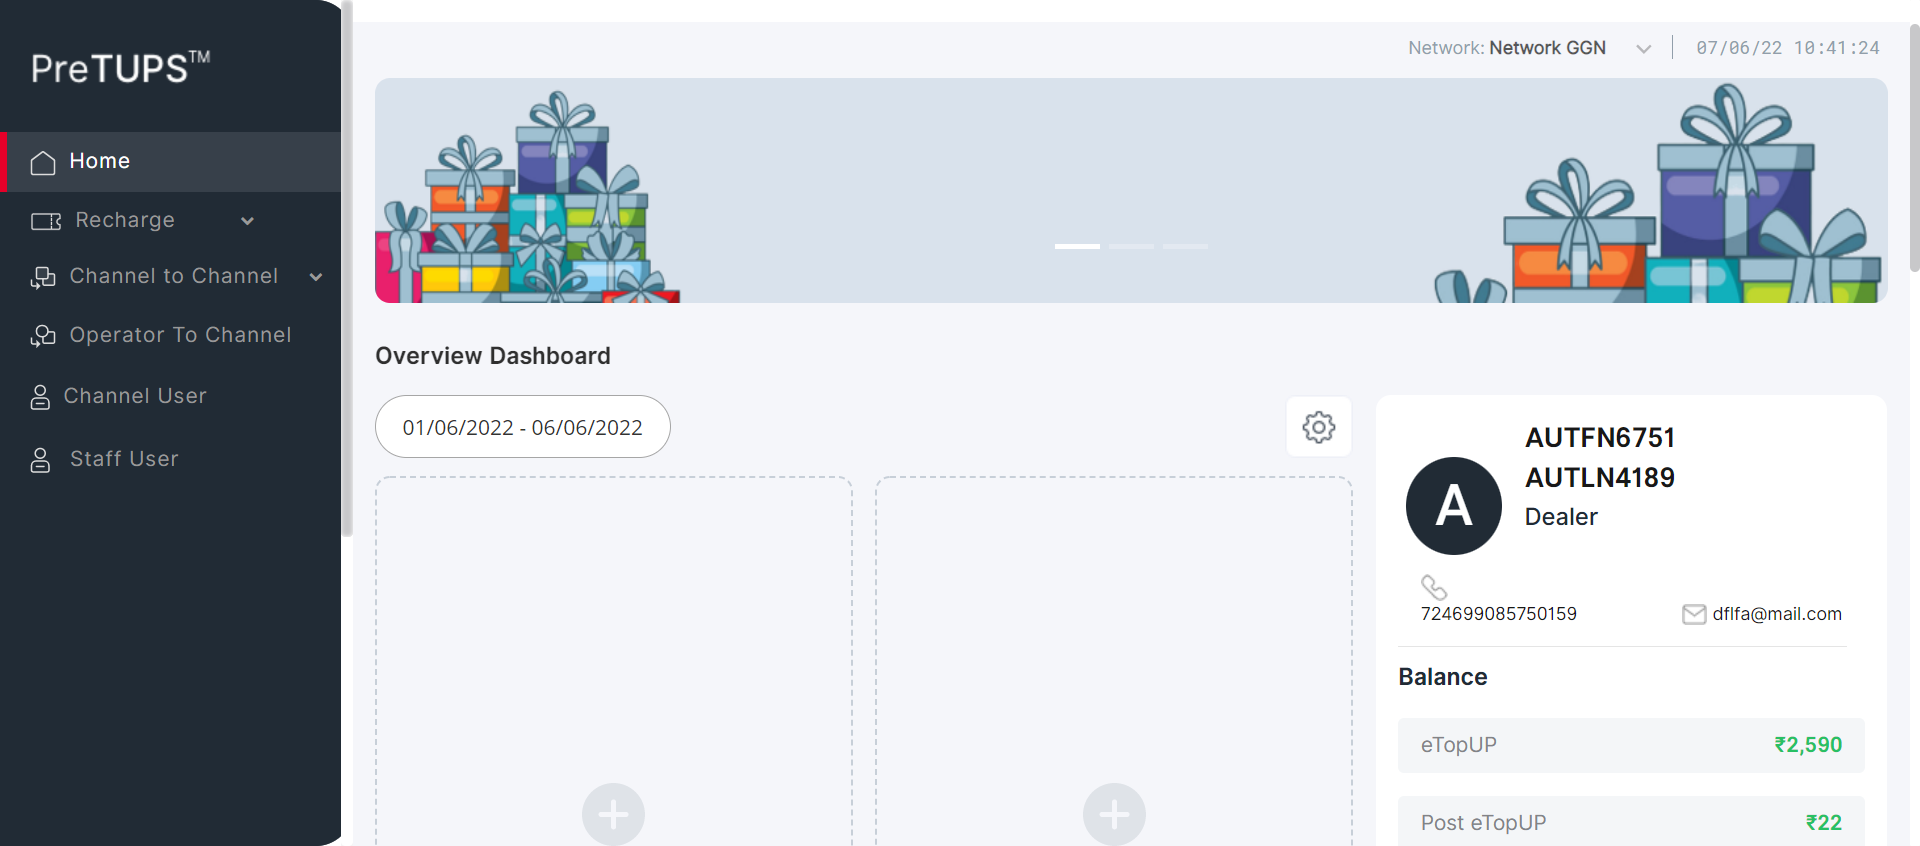 PreTUPS™
Home
Recharge
Channel to Channel
Operator To Channel
Channel User
Staff User
Network: Network GGN
07/06/22 10:41:24
Overview Dashboard
01/06/2022 - 06/06/2022
A
AUTFN6751
AUTLN4189
Dealer
724699085750159
dflfa@mail.com
Balance
eTopUP ₹2,590
Post eTopUP ₹22